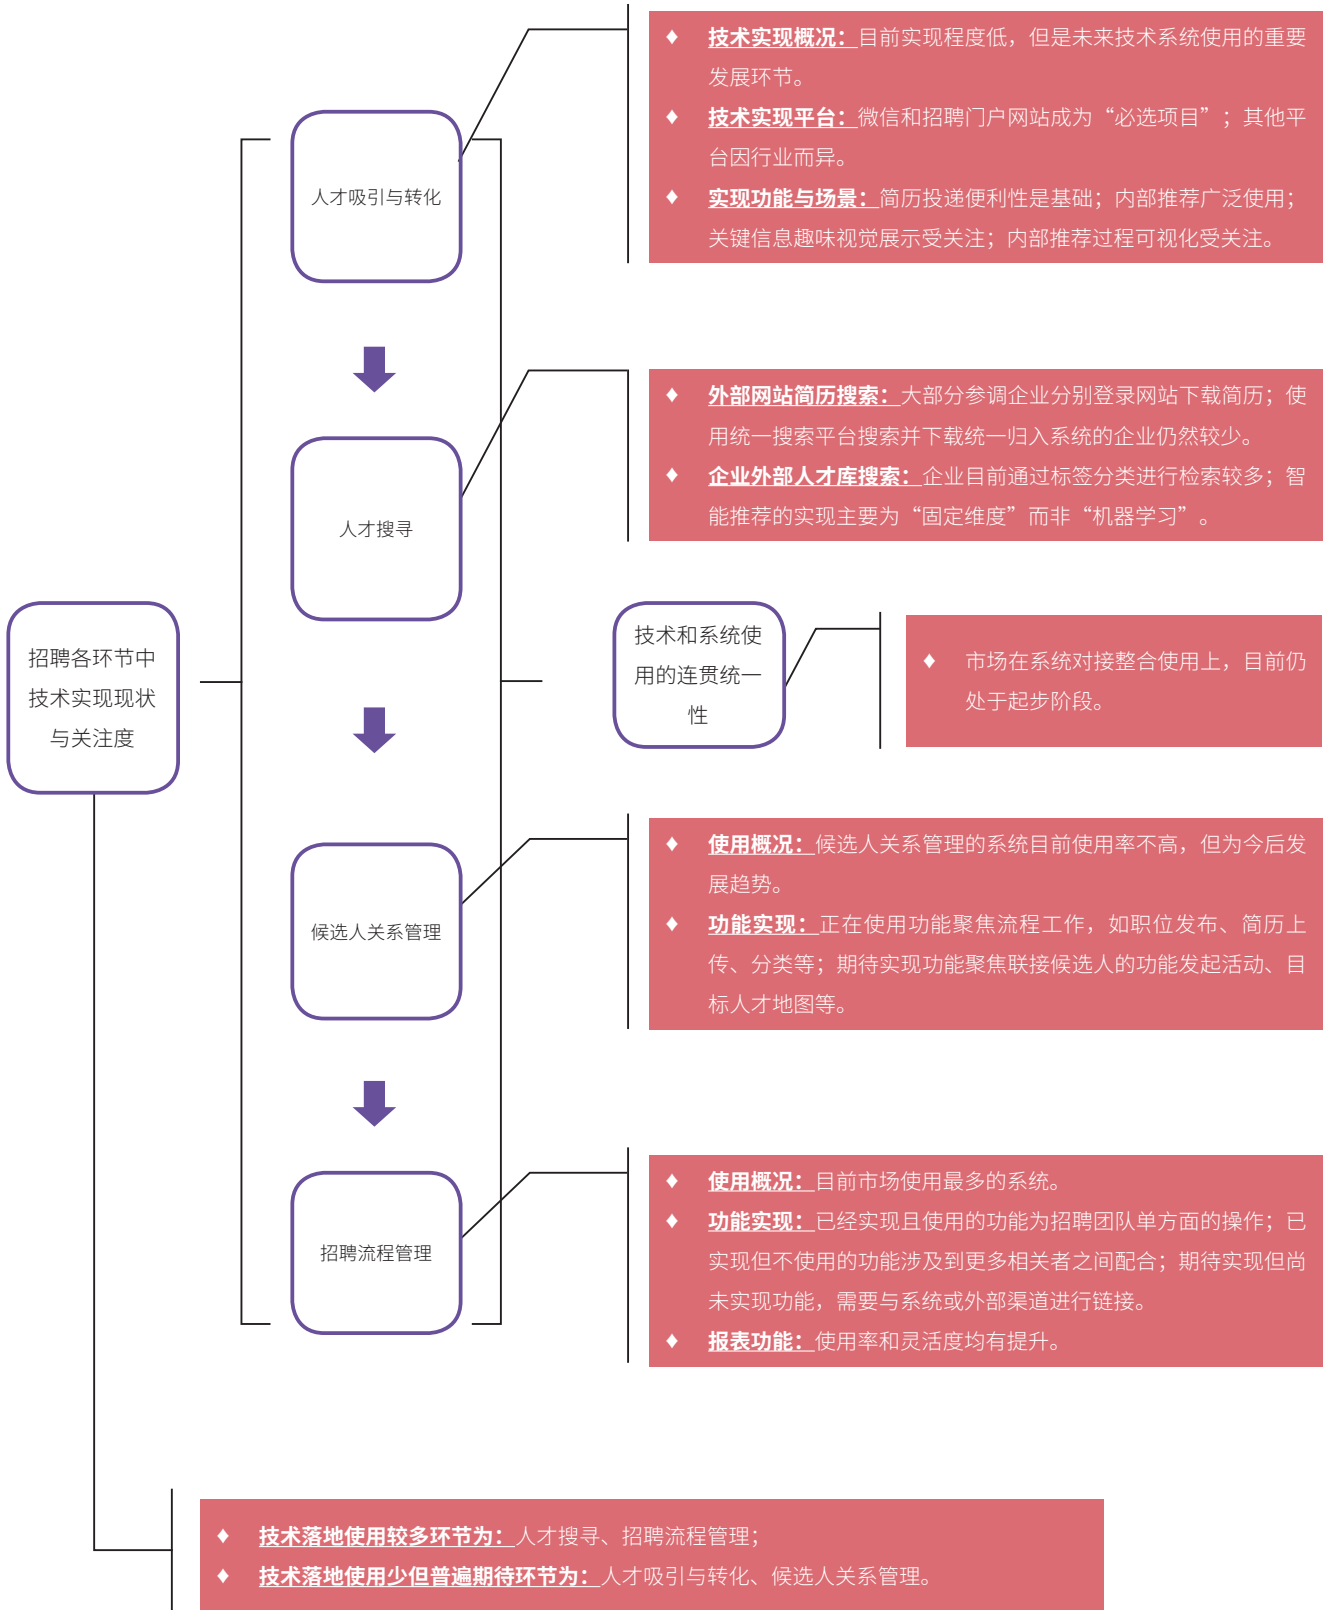 技术实现概况：目前实现程度低，但是未来技术系统使用的重要
发展环节。
技术实现平台：微信和招聘门户网站成为“必选项目”；其他平
台因行业而异。
实现功能与场景：简历投递便利性是基础；内部推荐广泛使用；
关键信息趣味视觉展示受关注；内部推荐过程可视化受关注。
人才吸引与转化
外部网站简历搜索：大部分参调企业分别登录网站下载简历；使
用统一搜索平台搜索并下载统一归入系统的企业仍然较少。
企业外部人才库搜索：企业目前通过标签分类进行检索较多；智
能推荐的实现主要为“固定维度”而非“机器学习”。
人才搜寻
招聘各环节中
技术实现现状
与关注度
技术和系统使
用的连贯统一
性
市场在系统对接整合使用上，目前仍
处于起步阶段。
使用概况：候选人关系管理的系统目前使用率不高，但为今后发
展趋势。
功能实现：正在使用功能聚焦流程工作，如职位发布、简历上
传、分类等；期待实现功能聚焦联接候选人的功能发起活动、目
标人才地图等。
候选人关系管理
使用概况：目前市场使用最多的系统。
功能实现：已经实现且使用的功能为招聘团队单方面的操作；已
实现但不使用的功能涉及到更多相关者之间配合；期待实现但尚
未实现功能，需要与系统或外部渠道进行链接。
报表功能：使用率和灵活度均有提升。
招聘流程管理
技术落地使用较多环节为：人才搜寻、招聘流程管理；
技术落地使用少但普遍期待环节为：人才吸引与转化、候选人关系管理。